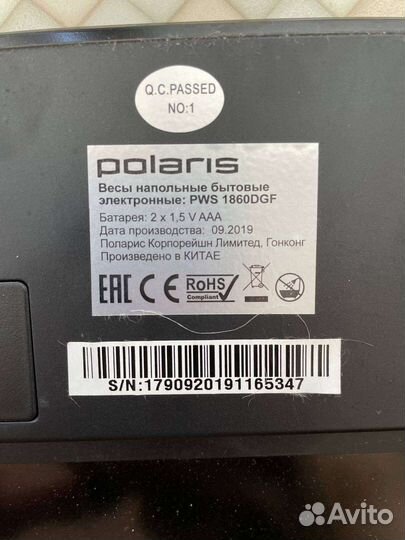 Q.C.PASSED
NO:1
polaris
Весы напольные бытовые
электронные: PWS 1860DGF
Батарея: 2 x 1,5 V AAA
Дата производства: 09.2019
Поларис Корпорейшн Лимитед, Гонконг
Произведено в КИТАЕ
EAC CE RoHS
Compliant
S/N:1790920191165347
Avito